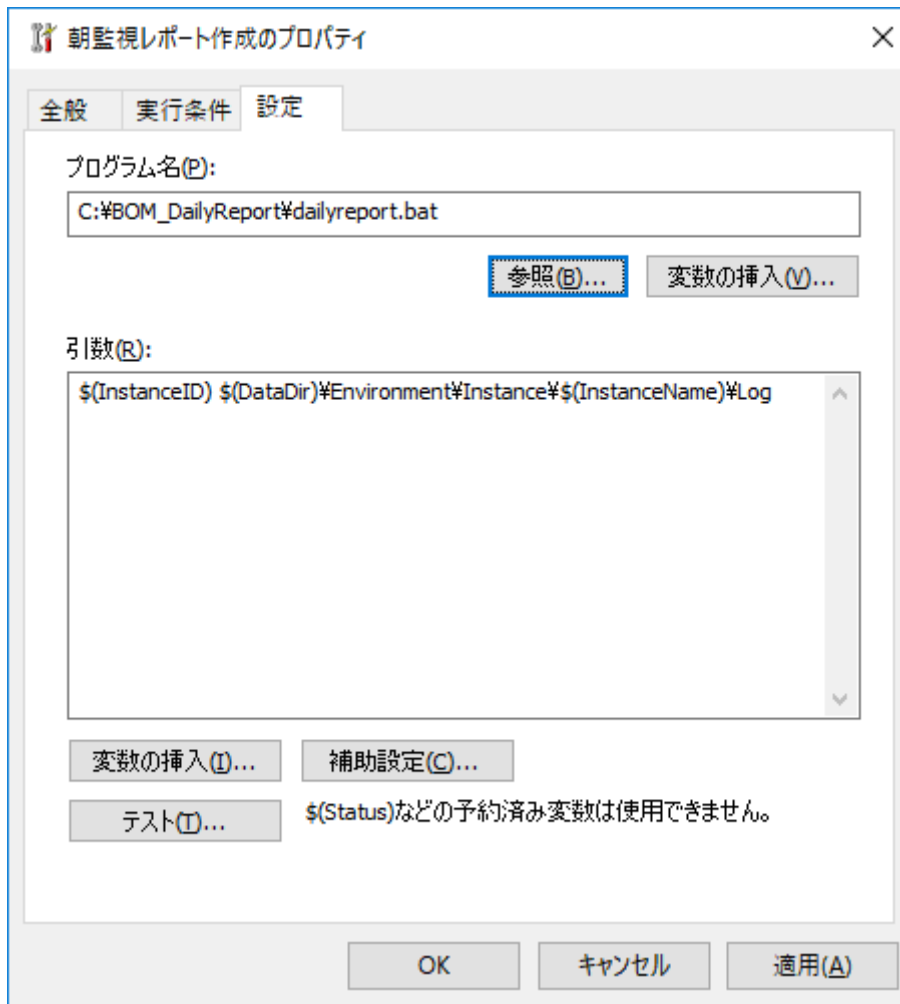 朝監視レポート作成のプロパティ
全般 実行条件 設定
プログラム名(P):
C:¥BOM_DailyReport¥dailyreport.bat
参照(B)... 変数の挿入(V)...
引数(R):
$(InstanceID) $(DataDir)¥Environment¥Instance¥$(InstanceName)¥Log
変数の挿入(I)... 補助設定(C)...
テスト(T)... $(Status)などの予約済み変数は使用できません。
OK キャンセル 適用(A)